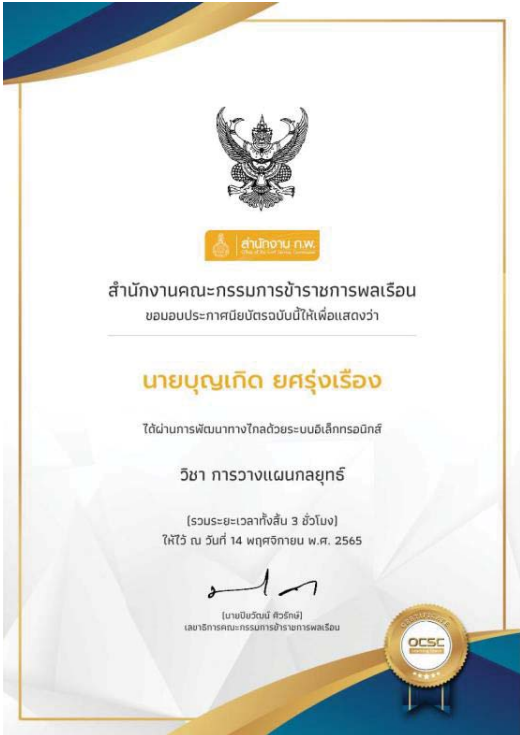 สำนักงาน ก.พ.
สำนักงานคณะกรรมการข้าราชการพลเรือน
ขอมอบประกาศนียบัตรฉบับนี้ให้เพื่อแสดงว่า
นายบุญเกิด ยศรุ่งเรือง
ได้ผ่านการพัฒนาทางไกลด้วยระบบอิเล็กทรอนิกส์
วิชา การวางแผนกลยุทธ์
(รวมระยะเวลาทั้งสิ้น 3 ชั่วโมง)
ให้ไว้ ณ วันที่ 14 พฤศจิกายน พ.ศ. 2565
(นายปิยวัฒน์ ศิวรักษ์)
เลขาธิการคณะกรรมการข้าราชการพลเรือน
CERTIFICATE
OCSC